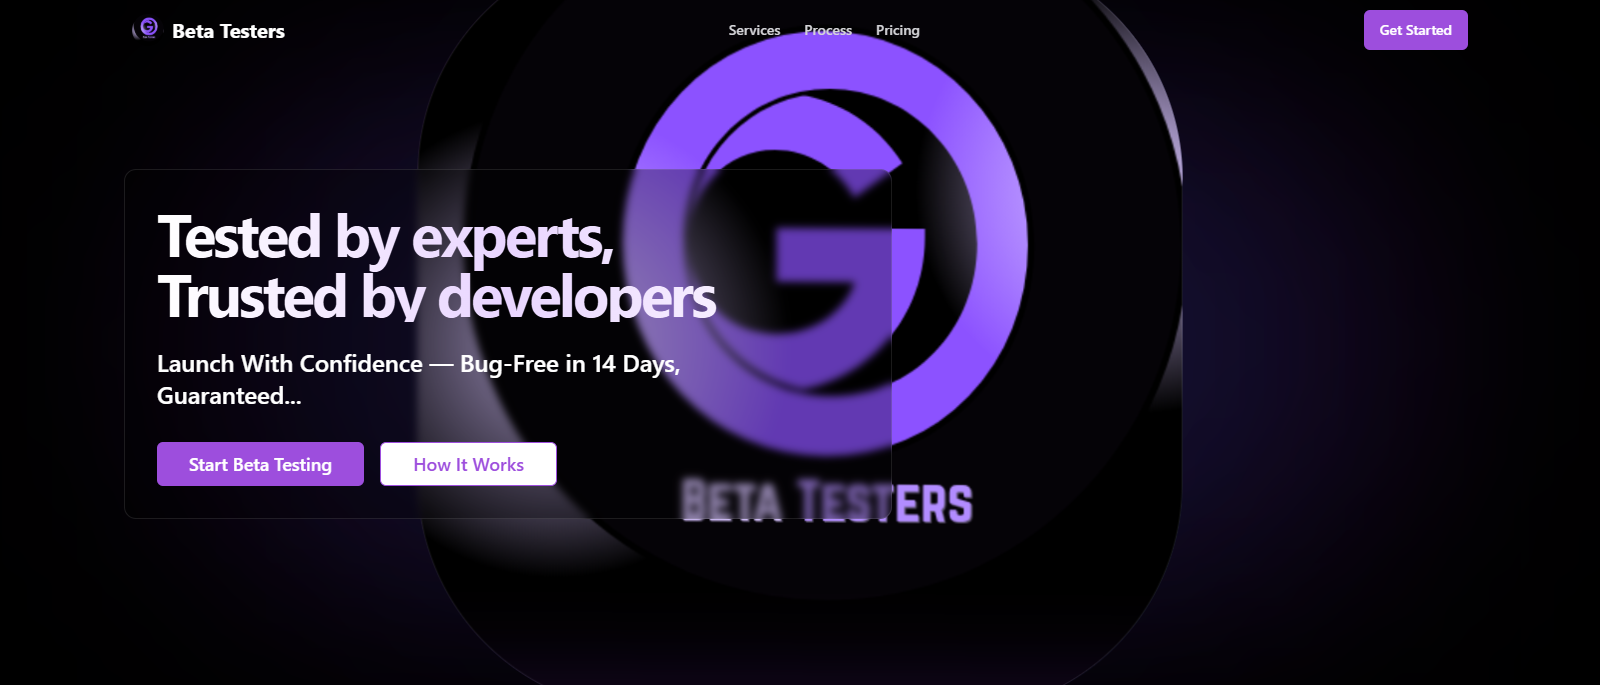 Beta Testers
Services
Process
Pricing
Get Started
Tested by experts,
Trusted by developers
Launch With Confidence — Bug-Free in 14 Days,
Guaranteed...
Start Beta Testing
How It Works
BETA TESTERS